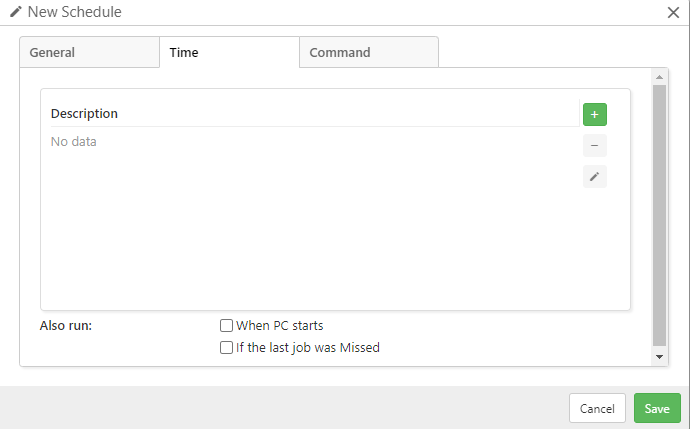 New Schedule
General
Time
Command
Description
No data
Also run:
When PC starts
If the last job was Missed
Cancel
Save